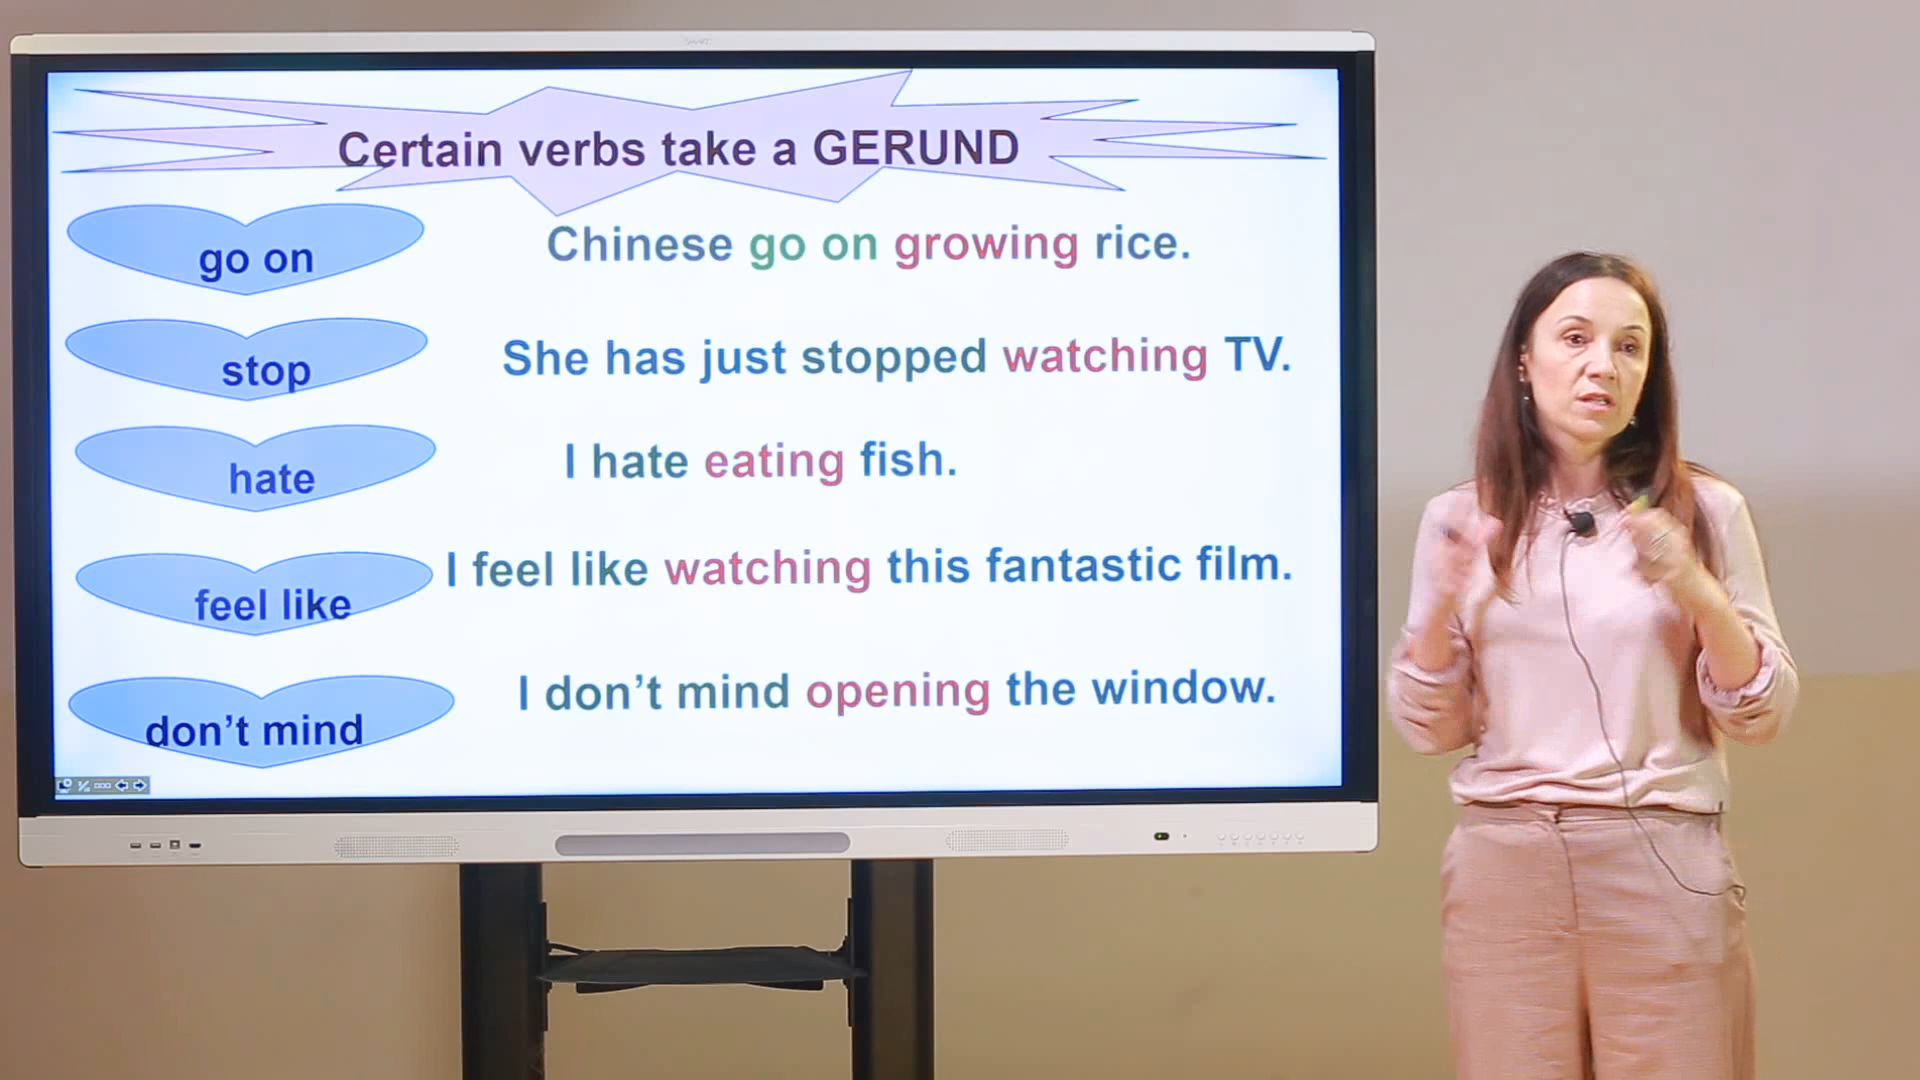 SMART
Certain verbs take a GERUND
go on
Chinese go on growing rice.
stop
She has just stopped watching TV.
hate
I hate eating fish.
feel like
I feel like watching this fantastic film.
don't mind
I don't mind opening the window.